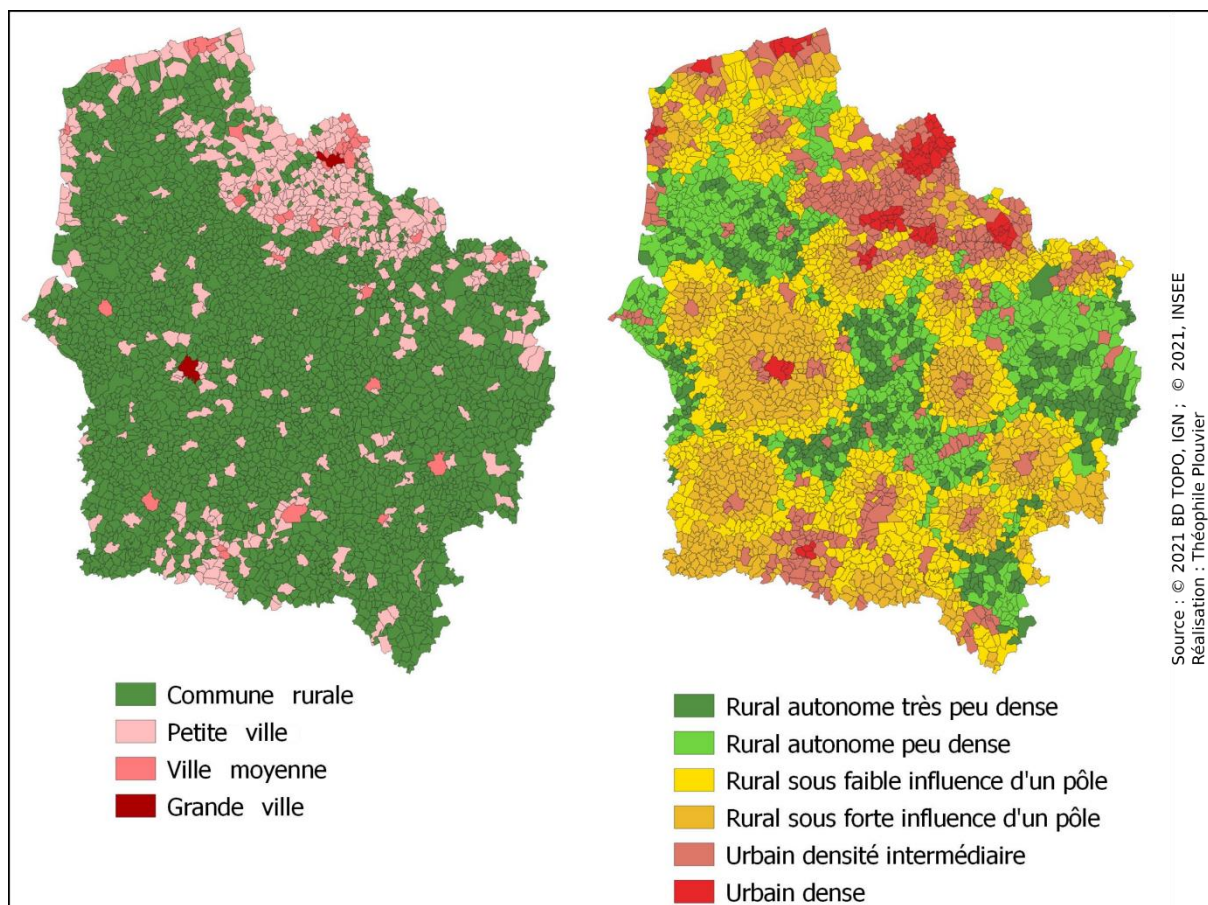 Commune rurale
Petite ville
Ville moyenne
Grande ville
Rural autonome très peu dense
Rural autonome peu dense
Rural sous faible influence d'un pôle
Rural sous forte influence d'un pôle
Urbain densité intermédiaire
Urbain dense
Source : © 2021 BD TOPO, IGN ; © 2021, INSEE
Réalisation : Théophile Plouvier